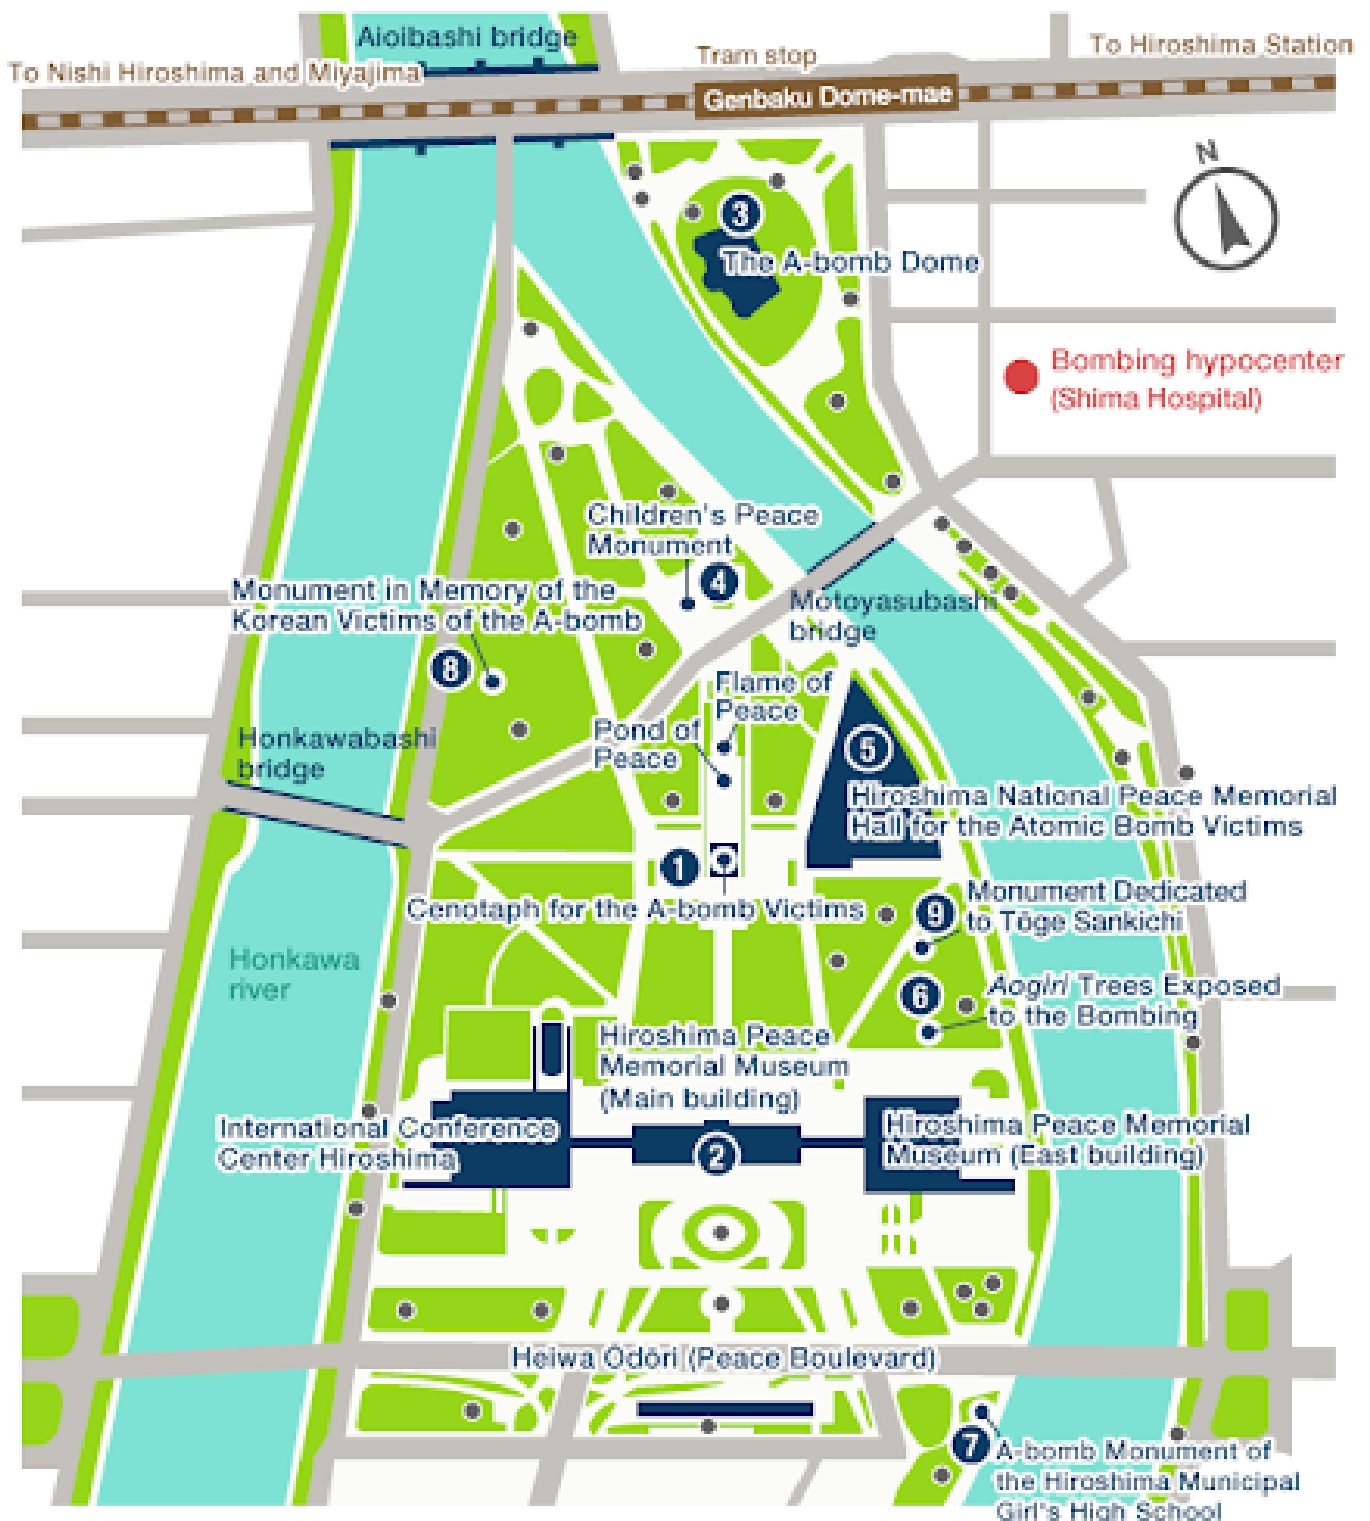 Aioibashi bridge
Tram stop
To Hiroshima Station
To Nishi Hiroshima and Miyajima
Genbaku Dome-mae
N
3
The A-bomb Dome
Bombing hypocenter
(Shima Hospital)
Children's Peace
Monument
4
Monument in Memory of the
Korean Victims of the A-bomb
8
Motoyasubashi
bridge
Flame of
Peace
Pond of
Peace
5
Honkawabashi
bridge
Hiroshima National Peace Memorial
Hall for the Atomic Bomb Victims
1
Cenotaph for the A-bomb Victims
9
Monument Dedicated
to Tōge Sankichi
Honkawa
river
6
Aogiri Trees Exposed
to the Bombing
Hiroshima Peace
Memorial Museum
(Main building)
International Conference
Center Hiroshima
2
Hiroshima Peace Memorial
Museum (East building)
Heiwa Ōdōri (Peace Boulevard)
7
A-bomb Monument of
the Hiroshima Municipal
Girl's High School